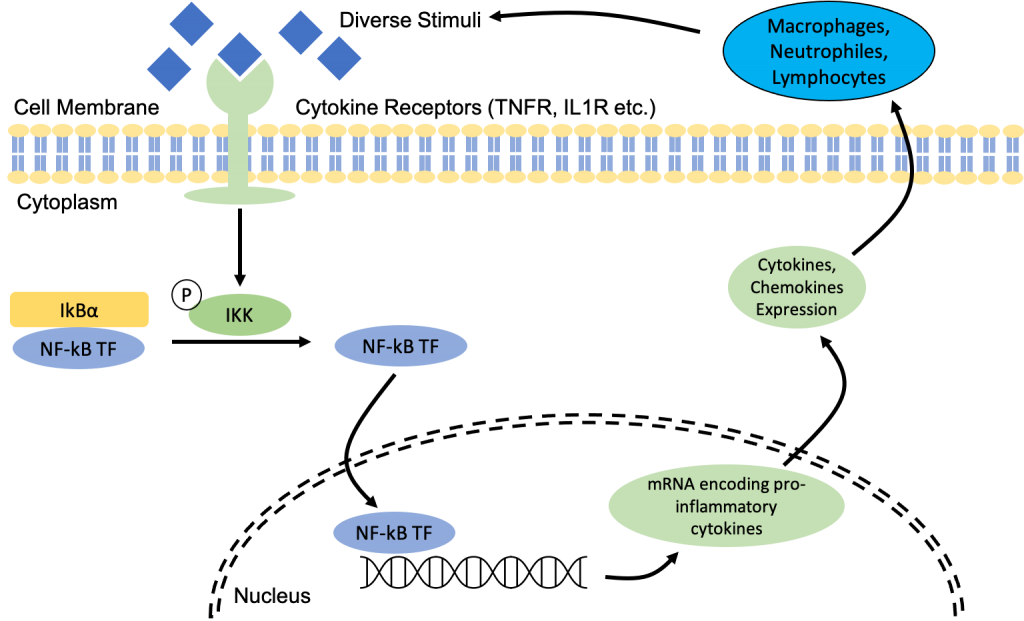 Diverse Stimuli
Macrophages,
Neutrophiles,
Lymphocytes
Cell Membrane
Cytokine Receptors (TNFR, IL1R etc.)
Cytoplasm
Cytokines,
Chemokines
Expression
P
IkBα
IKK
NF-kB TF
NF-kB TF
mRNA encoding pro-
inflammatory
cytokines
NF-kB TF
Nucleus